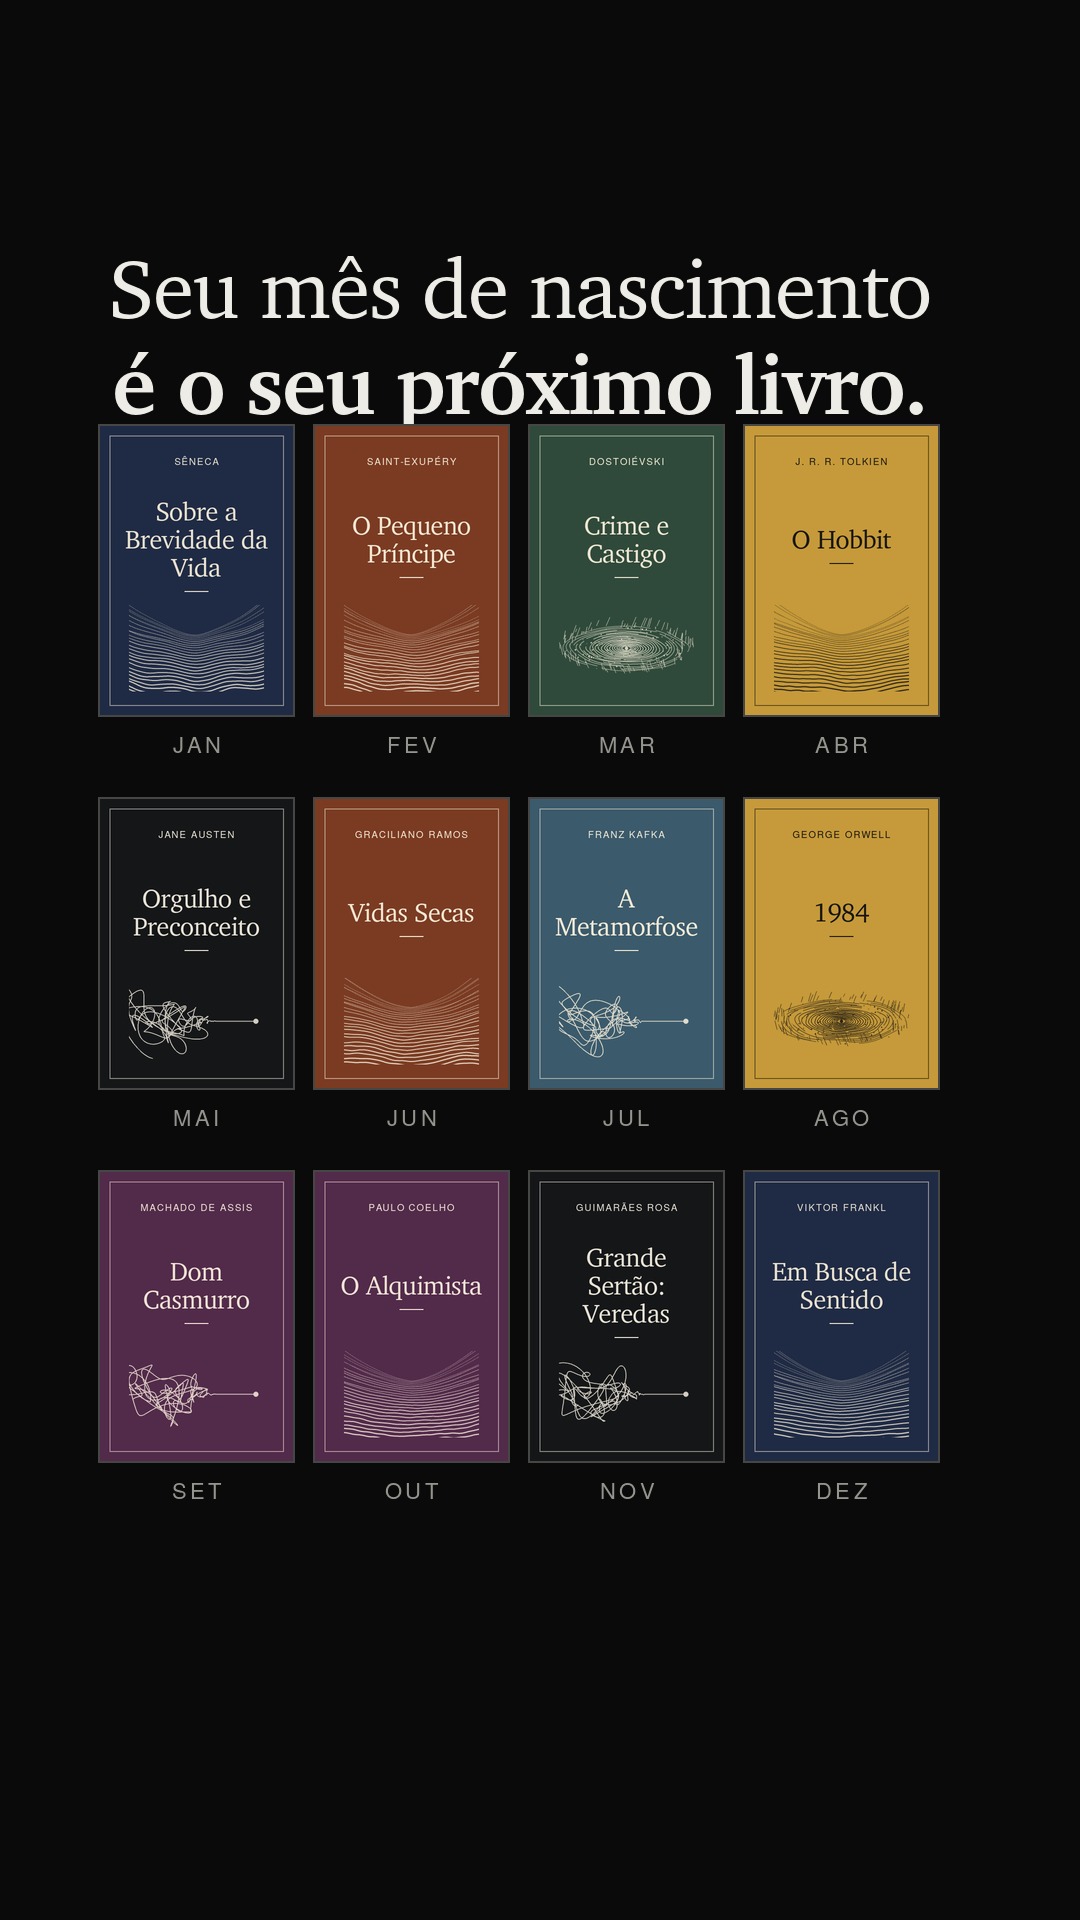 Seu mês de nascimento
é o seu próximo livro.
SÊNECA
Sobre a
Brevidade da
Vida
JAN
SAINT-EXUPÉRY
O Pequeno
Príncipe
FEV
DOSTOIÉVSKI
Crime e
Castigo
MAR
J. R. R. TOLKIEN
O Hobbit
ABR
JANE AUSTEN
Orgulho e
Preconceito
MAI
GRACILIANO RAMOS
Vidas Secas
JUN
FRANZ KAFKA
A
Metamorfose
JUL
GEORGE ORWELL
1984
AGO
MACHADO DE ASSIS
Dom
Casmurro
SET
PAULO COELHO
O Alquimista
OUT
GUIMARÃES ROSA
Grande
Sertão:
Veredas
NOV
VIKTOR FRANKL
Em Busca de
Sentido
DEZ